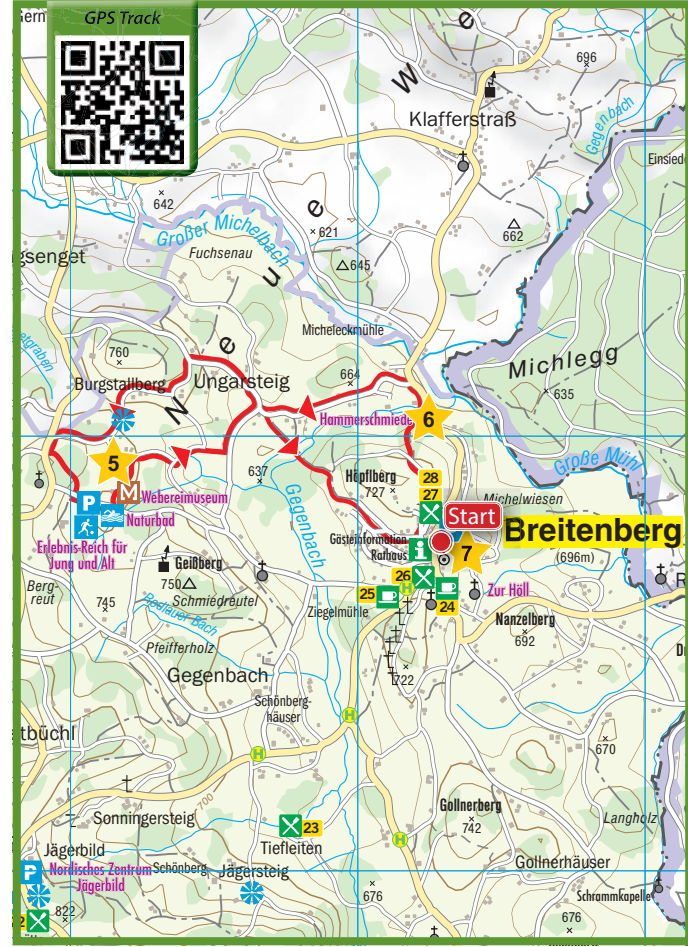 GPS Track
W
e
696
Klafferstraß
Gegenbach
642
Großer Michelbach
e
621
Fuchsenau
662
gsenget
645
u
Micheleckmühle
e
760
664
Michlegg
Burgstallberg
Ungarsteig
635
N
Hammerschmiede
6
5
Große Mühl
637
Höpflberg
727
28
27
Michelwiesen
P
M
Webereimuseum
Naturbad
Gegenbach
Start
Breitenberg
Erlebnis-Reich für
Jung und Alt
Gästeinformation
Rathaus
i
7
(696m)
Geißberg
Berg-
reut
750
Schmiedreutel
26
H
25
24
Zur Höll
745
Ziegelmühle
Nanzelberg
692
Pfeifferholz
Gegenbach
722
Schönberg-
häuser
H
tbüchl
670
H
700
Sonningersteig
Gollnerberg
742
Langholz
23
Tiefleiten
H
Jägerbild
P
Nordisches Zentrum
Jägerbild
Schönberg
Jägersteig
Gollnerhäuser
676
Schrammkapelle
822
676